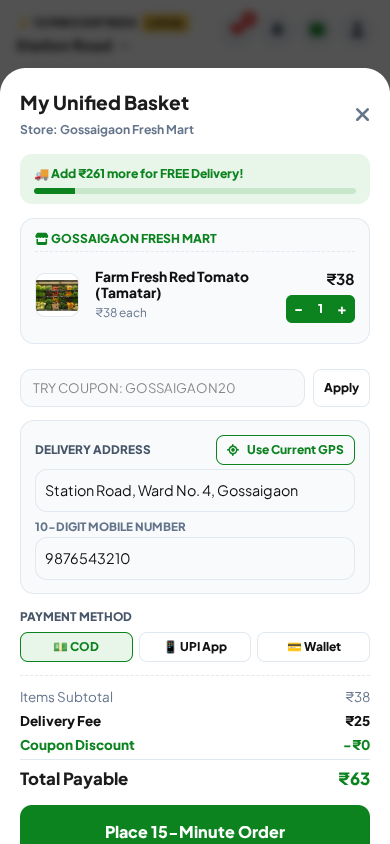 Station Road
My Unified Basket
Store: Gossaigaon Fresh Mart
🚚 Add ₹261 more for FREE Delivery!
GOSSAIGAON FRESH MART
Farm Fresh Red Tomato
(Tamatar)
₹38 each
₹38
- 1 +
TRY COUPON: GOSSAIGAON20
Apply
DELIVERY ADDRESS
Use Current GPS
Station Road, Ward No. 4, Gossaigaon
10-DIGIT MOBILE NUMBER
9876543210
PAYMENT METHOD
💵 COD
📱 UPI App
💳 Wallet
Items Subtotal ₹38
Delivery Fee ₹25
Coupon Discount -₹0
Total Payable ₹63
Place 15-Minute Order